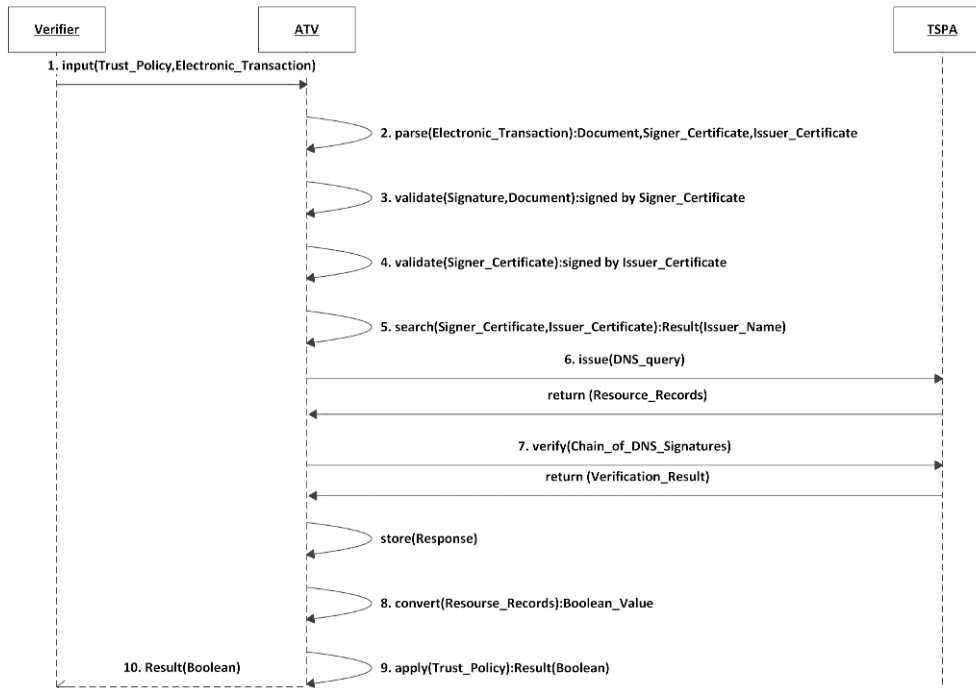 Verifier
ATV
TSPA
1. input(Trust_Policy,Electronic_Transaction)
2. parse(Electronic_Transaction):Document,Signer_Certificate,Issuer_Certificate
3. validate(Signature,Document):signed by Signer_Certificate
4. validate(Signer_Certificate):signed by Issuer_Certificate
5. search(Signer_Certificate,Issuer_Certificate):Result(Issuer_Name)
6. issue(DNS_query)
return (Resource_Records)
7. verify(Chain_of_DNS_Signatures)
return (Verification_Result)
store(Response)
8. convert(Resourse_Records):Boolean_Value
10. Result(Boolean)
9. apply(Trust_Policy):Result(Boolean)